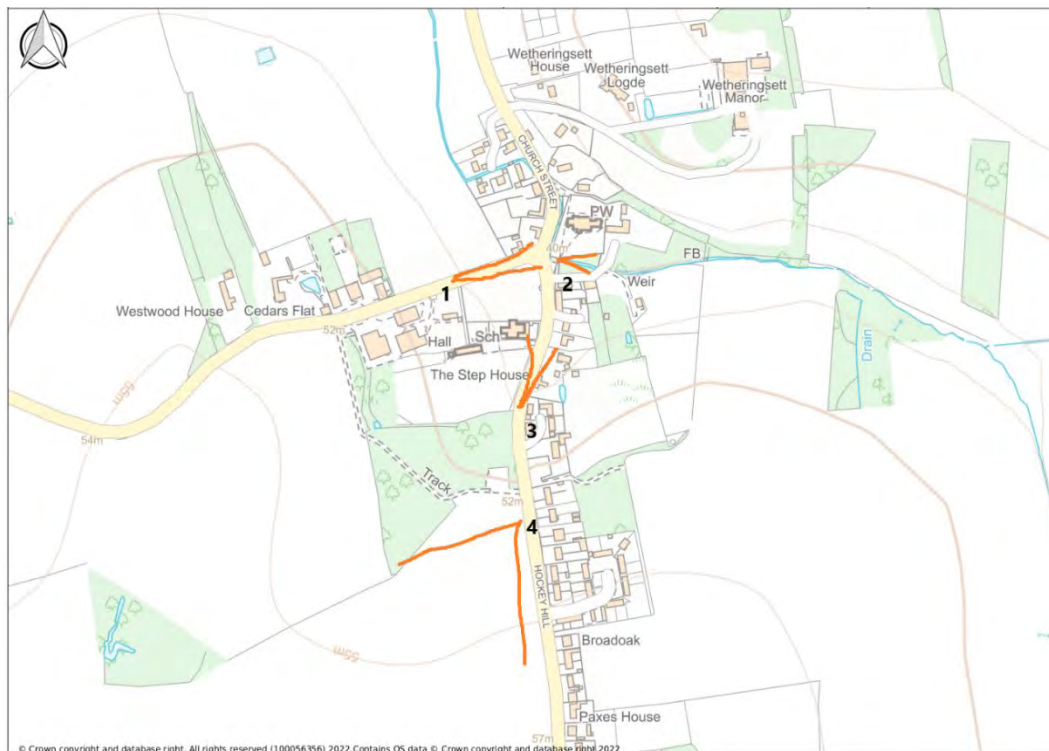 Wetheringsett
House
Wetheringsett
Logde
Wetheringsett
Manor
CHURCH STREET
PW
40m
FB
1
2
Weir
Westwood House
Cedars Flat
52m
Hall
Sch
Drain
The Step House
55m
54m
3
Track
52m
4
HOCKEY HILL
55m
Broadoak
Paxes House
57m
© Crown copyright and database right. All rights reserved (100056356) 2022 Contains OS data © Crown copyright and database right 2022